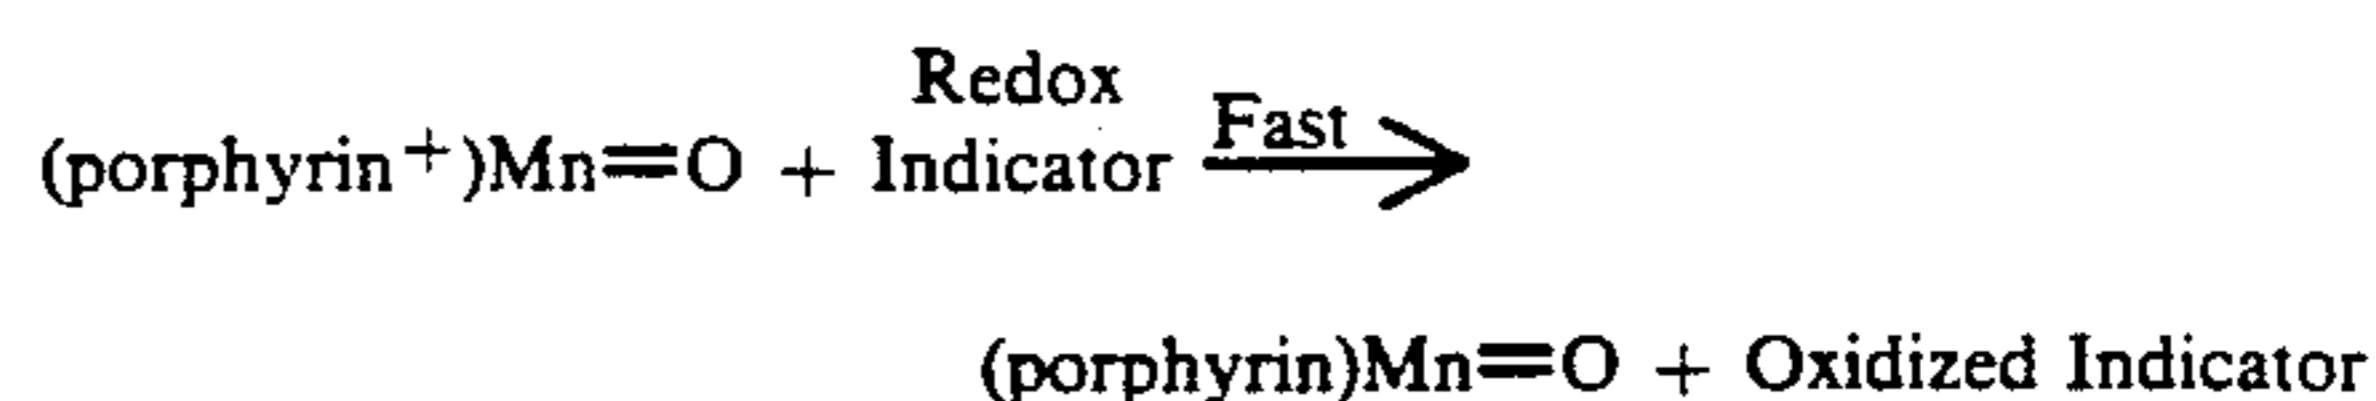 (porphyrin⁺)Mn=O + Redox Indicator Fast
(porphyrin)Mn=O + Oxidized Indicator